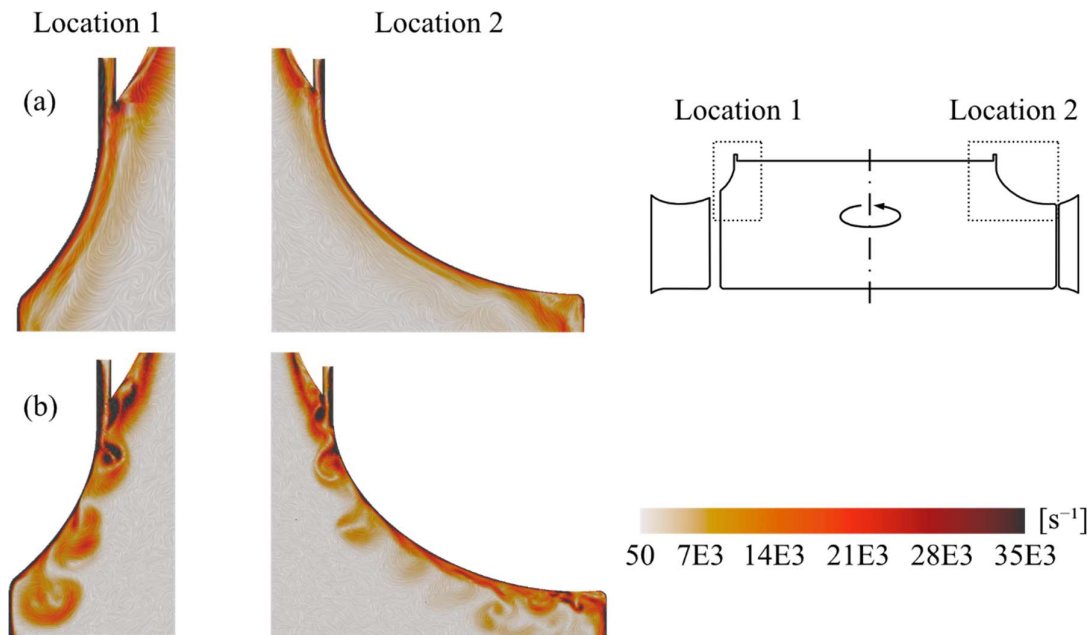 Location 1
Location 2
(a)
Location 1
Location 2
(b)
[s⁻¹]
50 7E3 14E3 21E3 28E3 35E3